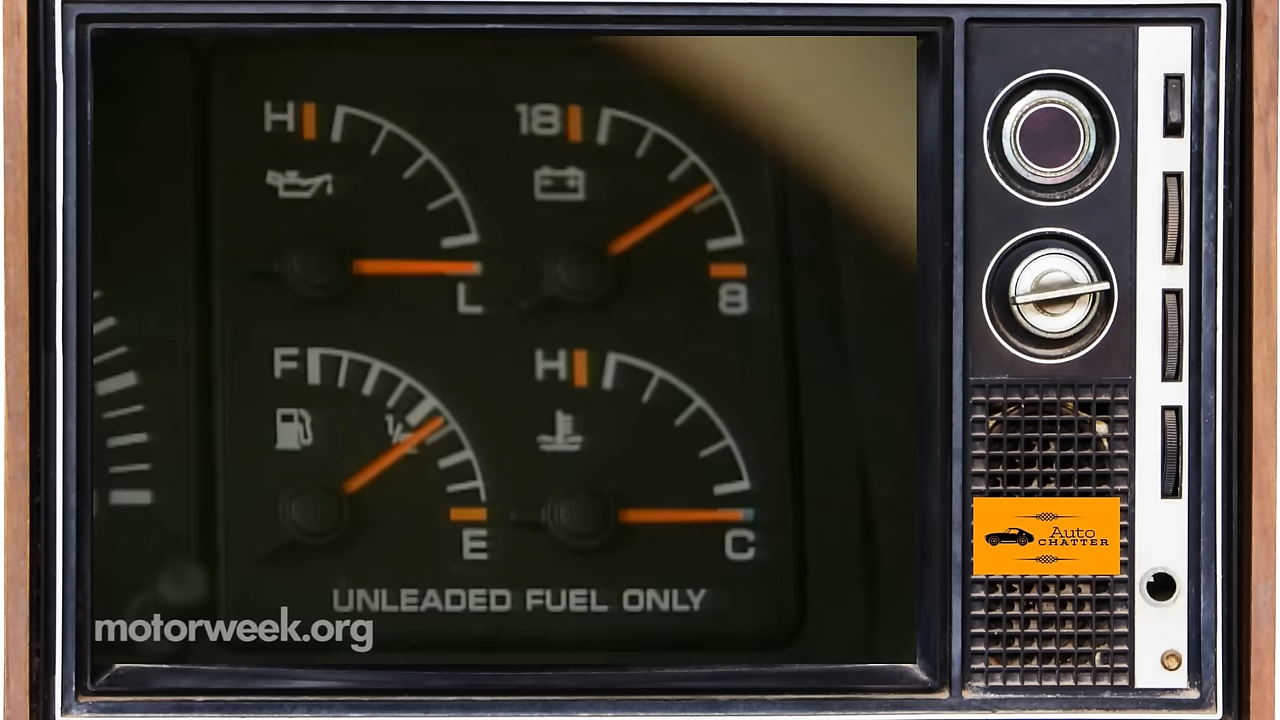 H
18
L
8
F
1/2
E
H
C
UNLEADED FUEL ONLY
motorweek.org
Auto
CHATTER